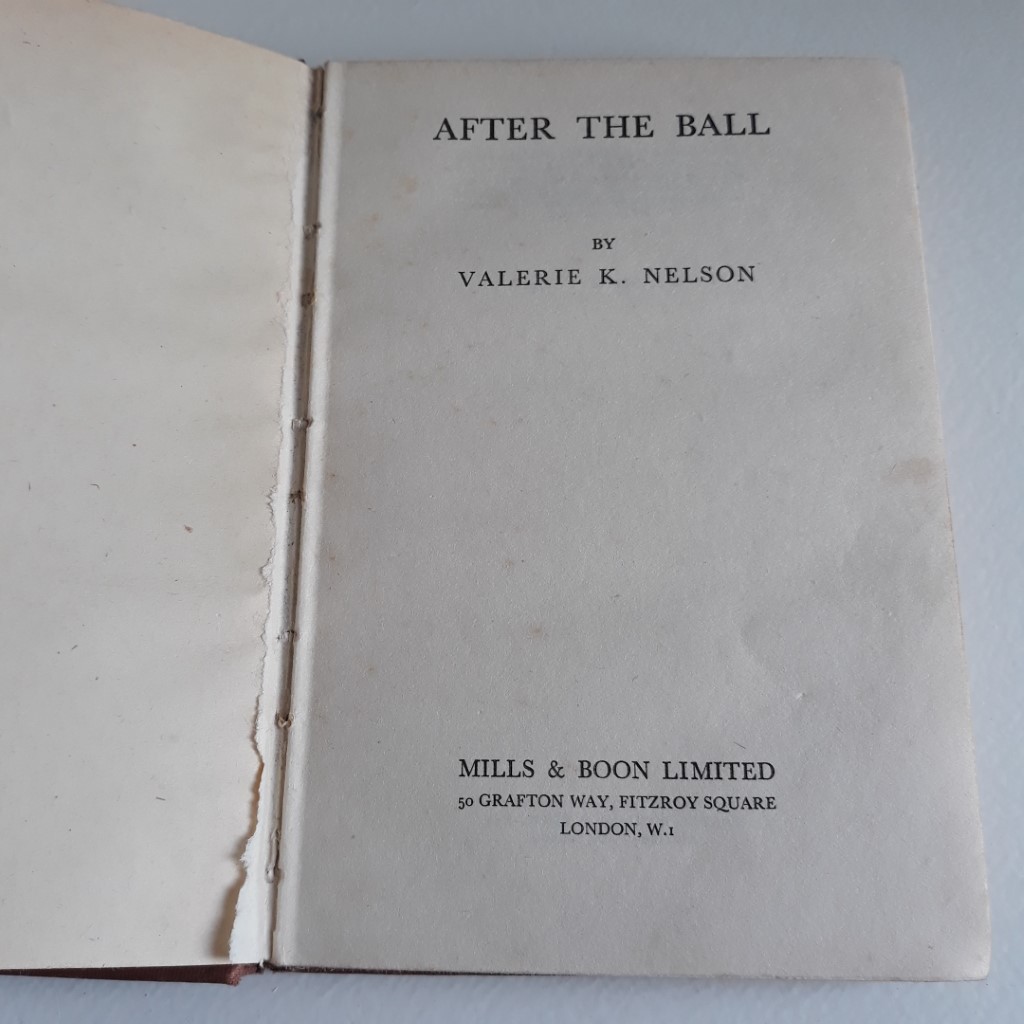 AFTER THE BALL
BY
VALERIE K. NELSON
MILLS & BOON LIMITED
50 GRAFTON WAY, FITZROY SQUARE
LONDON, W.1